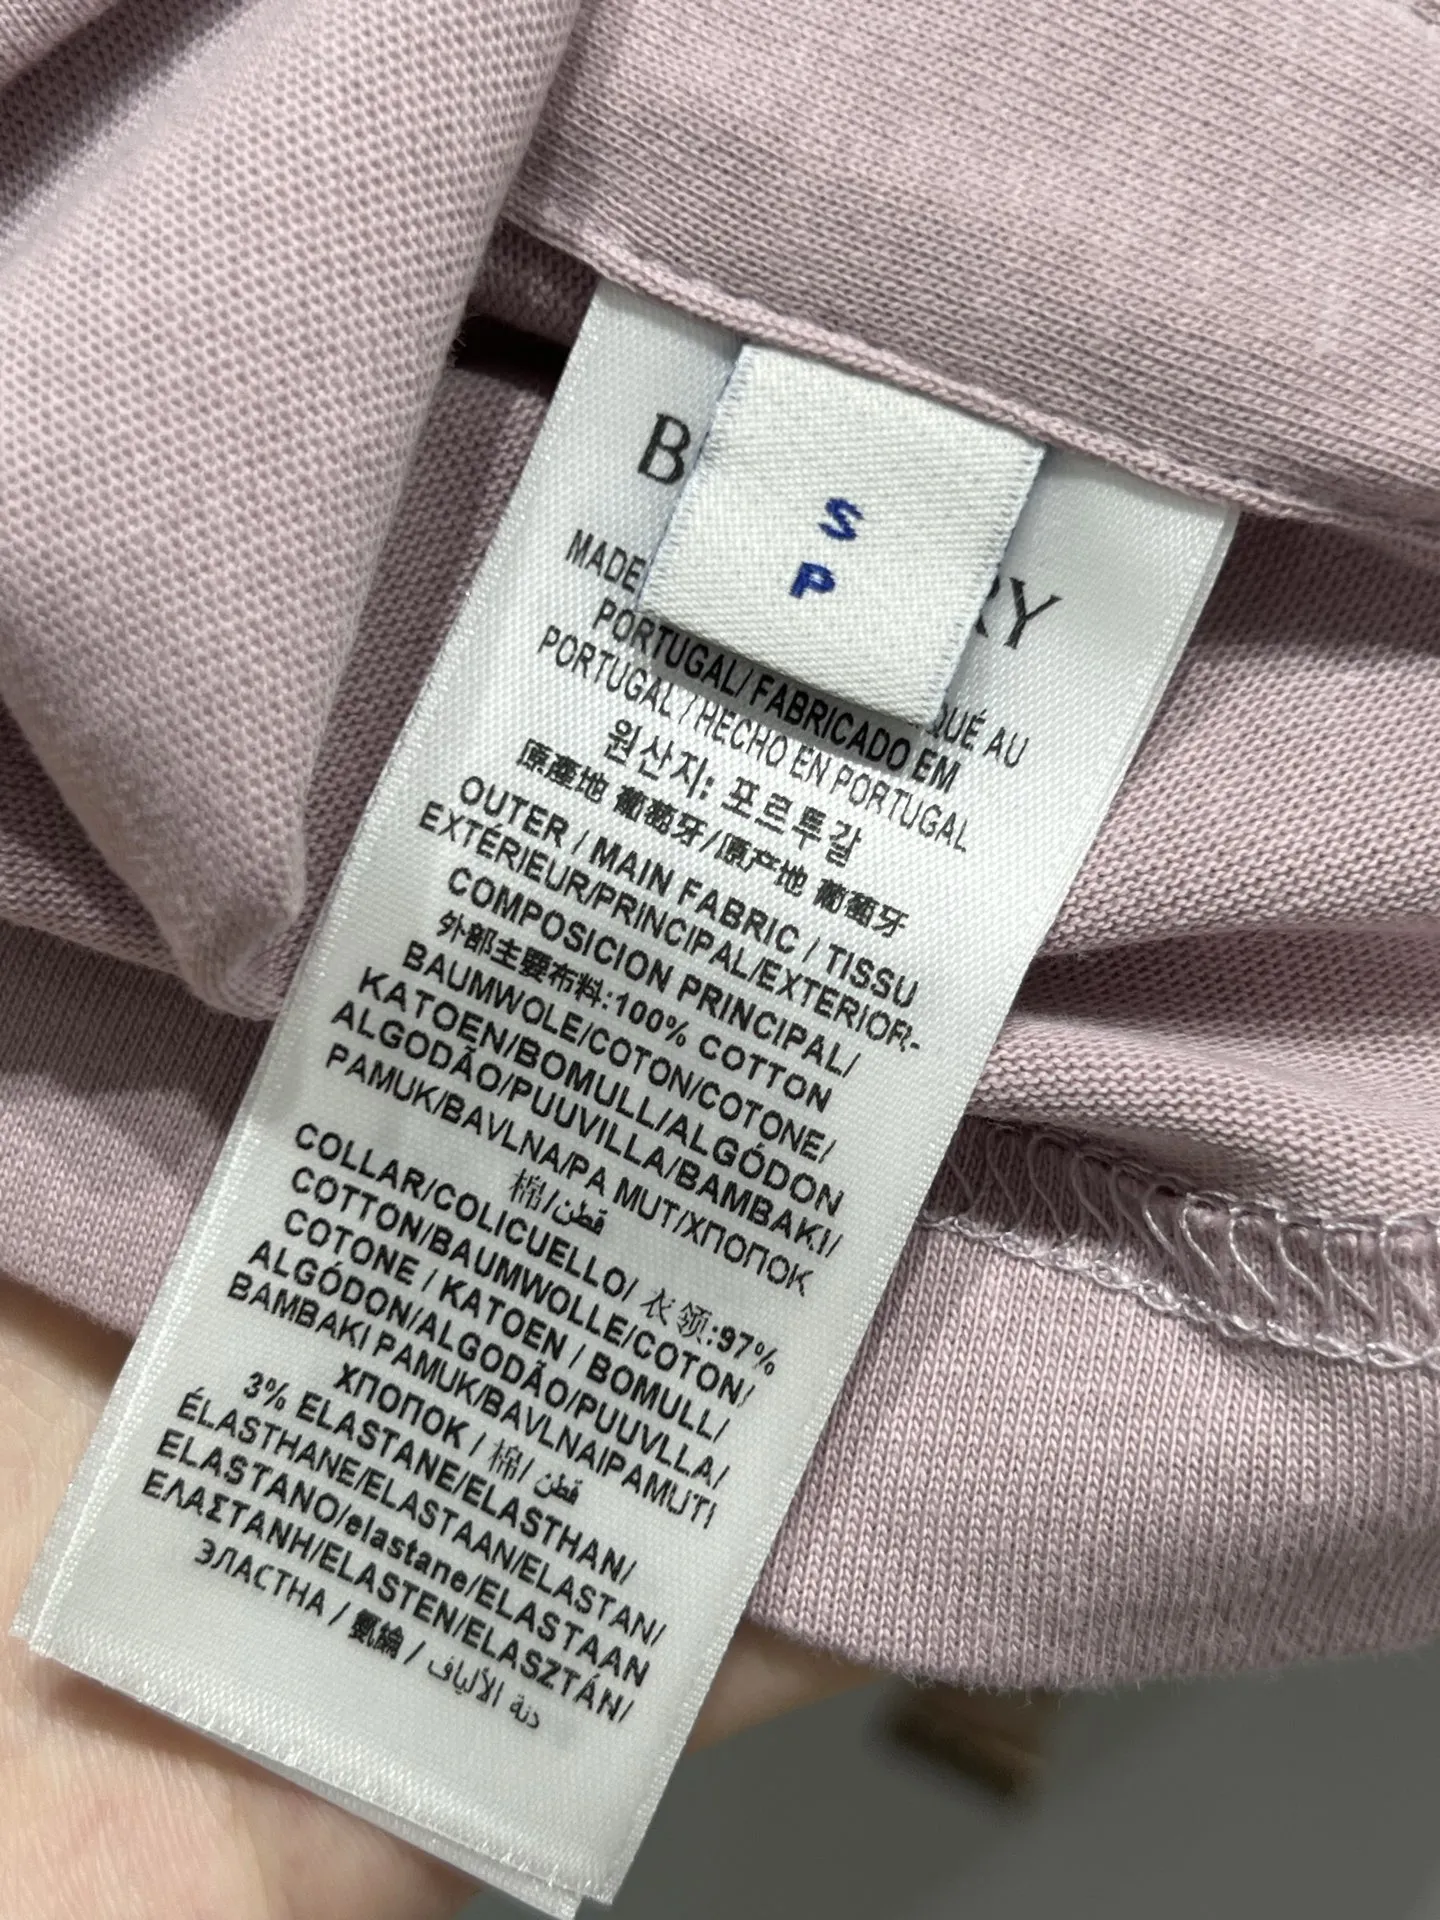 S
P
B RY
MADE QUÉ AU
PORTUGAL/ FABRICADO EM
PORTUGAL / HECHO EN PORTUGAL
원산지: 포르투갈
原產地 葡萄牙/原产地 葡萄牙
OUTER / MAIN FABRIC / TISSU
EXTÉRIEUR/PRINCIPAL/EXTERIOR-
COMPOSICION PRINCIPAL/
外部主要布料:100% COTTON
BAUMWOLE/COTON/COTONE/
KATOEN/BOMULL/ALGÓDON
ALGODÃO/PUUVILLA/BAMBAKI/
PAMUK/BAVLNA/PA MUT/ХПОПОК
棉/قطن
COLLAR/COLICUELLO/ 衣 领:97%
COTTON/BAUMWOLLE/COTON/
COTONE / KATOEN / BOMULL/
ALGÓDON/ALGODÃO/PUUVLLA/
BAMBAKI PAMUK/BAVLNAIPAMUTI
ХПОПОК / 棉/ قطن
3% ELASTANE/ELASTHAN/
ÉLASTHANE/ELASTAAN/ELASTAN/
ELASTANO/elastane/ELASTAAN
ΕΛΑΣΤΑΝΗ/ELASTEN/ELASZTÁN/
ЭЛАСТНА / 氨綸 / دنة الألياف